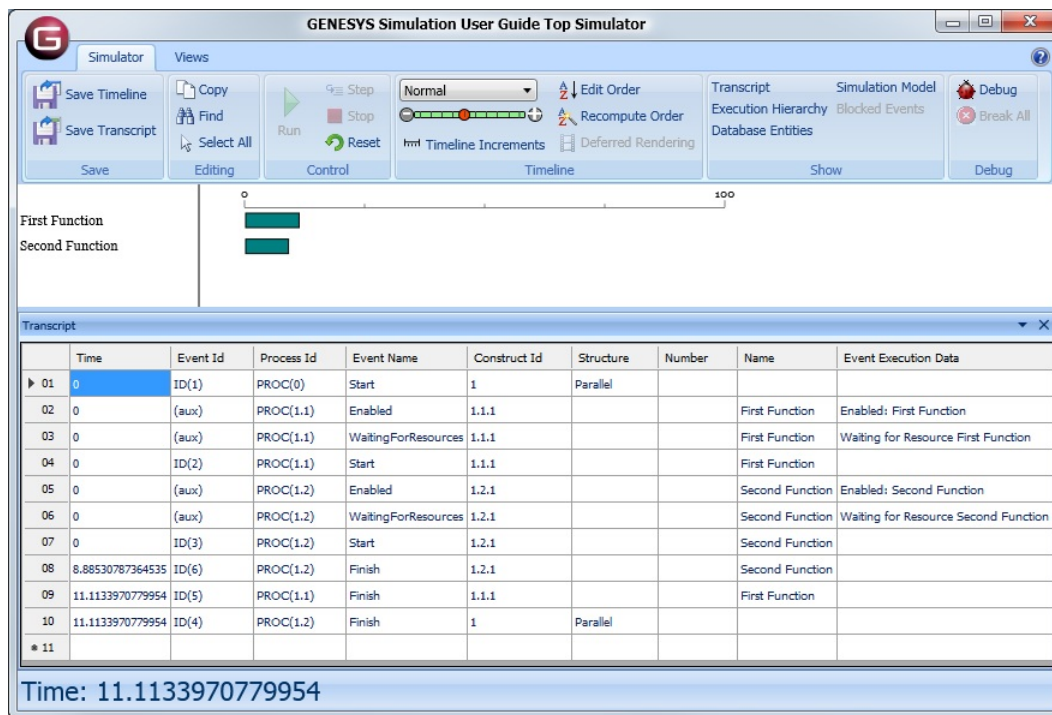 GENESYS Simulation User Guide Top Simulator
G
Simulator Views
Save Timeline
Save Transcript
Save
Copy
Find
Select All
Editing
Run
Step
Stop
Reset
Control
Normal
Timeline Increments
Edit Order
Recompute Order
Deferred Rendering
Timeline
Transcript Simulation Model
Execution Hierarchy Blocked Events
Database Entities
Show
Debug
Break All
Debug
0 100
First Function
Second Function
Transcript
Time Event Id Process Id Event Name Construct Id Structure Number Name Event Execution Data
01 0 ID(1) PROC(0) Start 1 Parallel
02 0 (aux) PROC(1.1) Enabled 1.1.1 First Function Enabled: First Function
03 0 (aux) PROC(1.1) WaitingForResources 1.1.1 First Function Waiting for Resource First Function
04 0 ID(2) PROC(1.1) Start 1.1.1 First Function
05 0 (aux) PROC(1.2) Enabled 1.2.1 Second Function Enabled: Second Function
06 0 (aux) PROC(1.2) WaitingForResources 1.2.1 Second Function Waiting for Resource Second Function
07 0 ID(3) PROC(1.2) Start 1.2.1 Second Function
08 8.88530787364535 ID(6) PROC(1.2) Finish 1.2.1 Second Function
09 11.1133970779954 ID(5) PROC(1.1) Finish 1.1.1 First Function
10 11.1133970779954 ID(4) PROC(1.2) Finish 1 Parallel
* 11
Time: 11.1133970779954